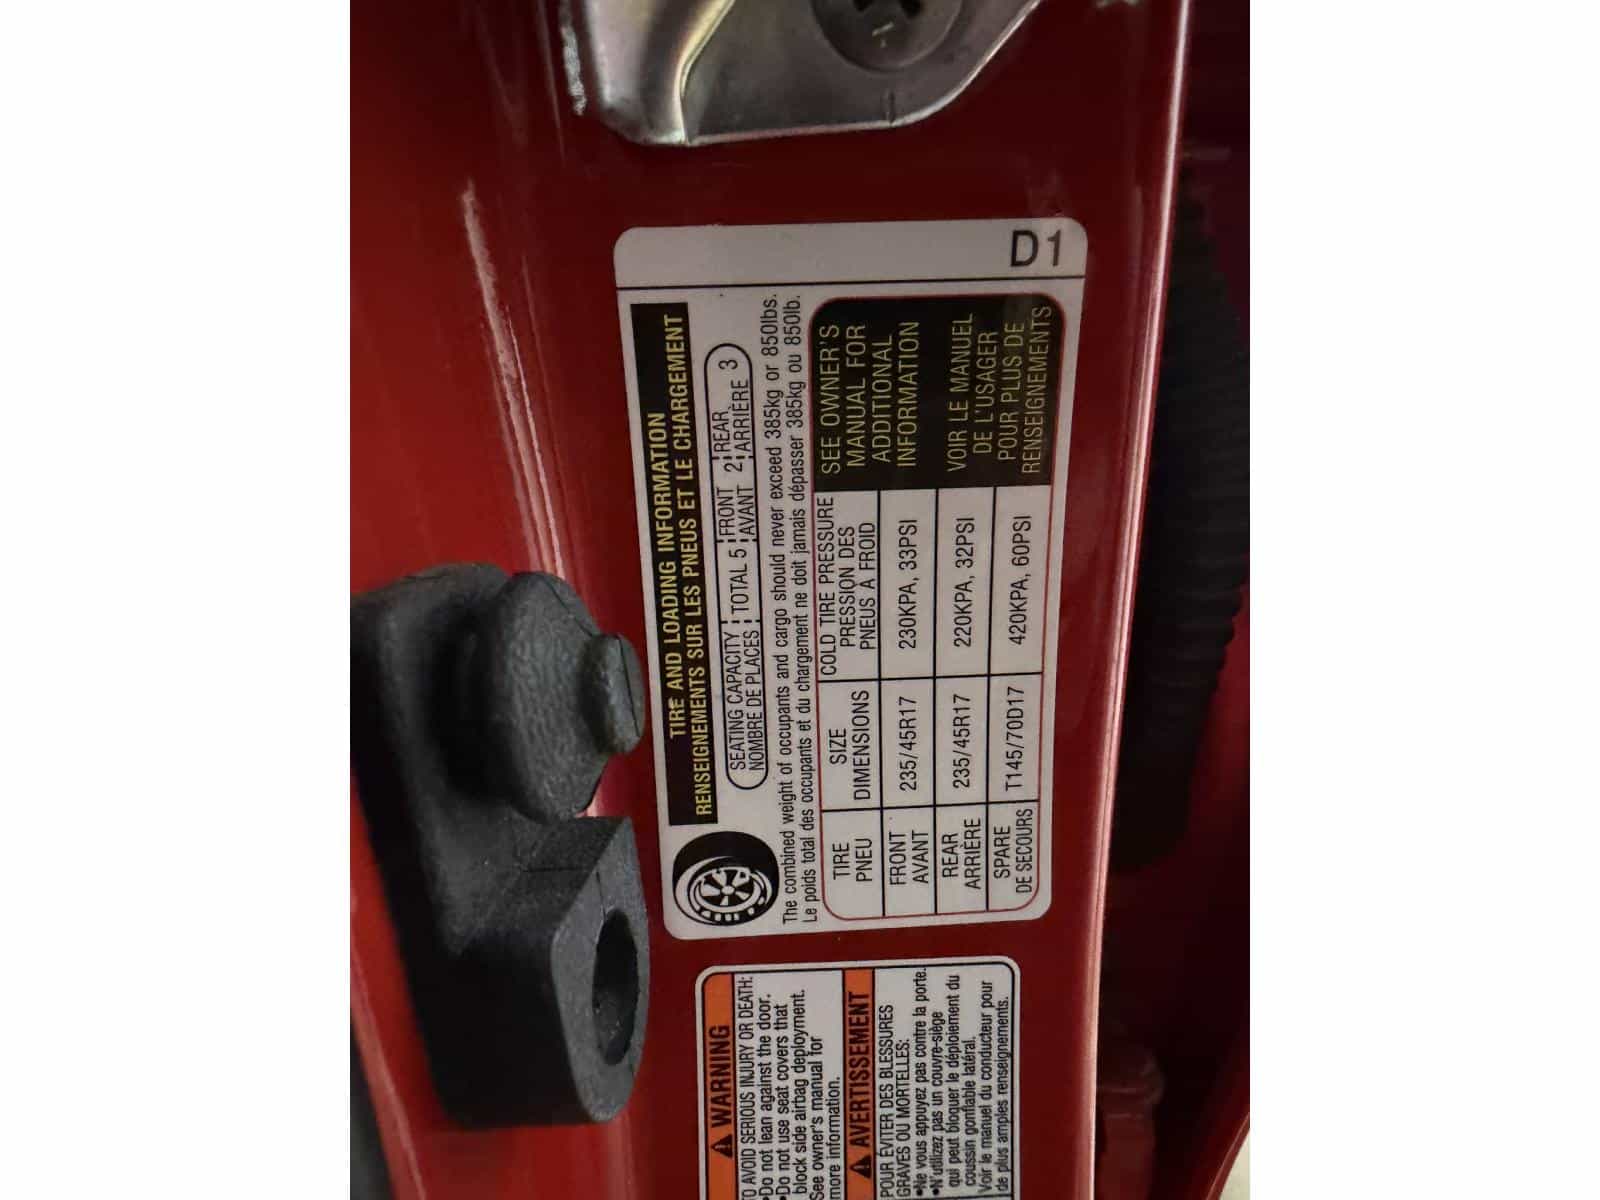 D1
TIRE AND LOADING INFORMATION
RENSEIGNEMENTS SUR LES PNEUS ET LE CHARGEMENT
SEATING CAPACITY TOTAL 5 FRONT 2 REAR 3
NOMBRE DE PLACES AVANT ARRIÈRE
The combined weight of occupants and cargo should never exceed 385kg or 850lbs.
Le poids total des occupants et du chargement ne doit jamais dépasser 385kg ou 850lb.
TIRE SIZE COLD TIRE PRESSURE
PNEU DIMENSIONS PRESSION DES
PNEUS À FROID
FRONT 235/45R17 230KPA, 33PSI
AVANT
REAR 235/45R17 220KPA, 32PSI
ARRIÈRE
SPARE T145/70D17 420KPA, 60PSI
DE SECOURS
SEE OWNER'S
MANUAL FOR
ADDITIONAL
INFORMATION
VOIR LE MANUEL
DE L'USAGER
POUR PLUS DE
RENSEIGNEMENTS
WARNING
TO AVOID SERIOUS INJURY OR DEATH:
•Do not lean against the door.
•Do not use seat covers that
block side airbag deployment.
See owner's manual for
more information.
AVERTISSEMENT
POUR ÉVITER DES BLESSURES
GRAVES OU MORTELLES:
•Ne vous appuyez pas contre la porte.
•N'utilizez pas un couvre-siège
qui peut bloquer le déploiement du
coussin gonflable latéral.
Voir le manuel du conducteur pour
de plus amples renseignements.